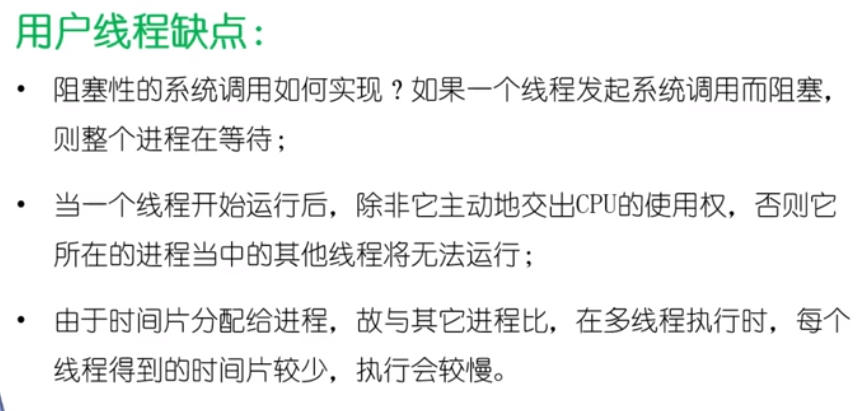 用户线程缺点:
• 阻塞性的系统调用如何实现？如果一个线程发起系统调用而阻塞,
则整个进程在等待;
• 当一个线程开始运行后, 除非它主动地交出CPU的使用权, 否则它
所在的进程当中的其他线程将无法运行;
• 由于时间片分配给进程, 故与其它进程比, 在多线程执行时, 每个
线程得到的时间片较少, 执行会较慢。